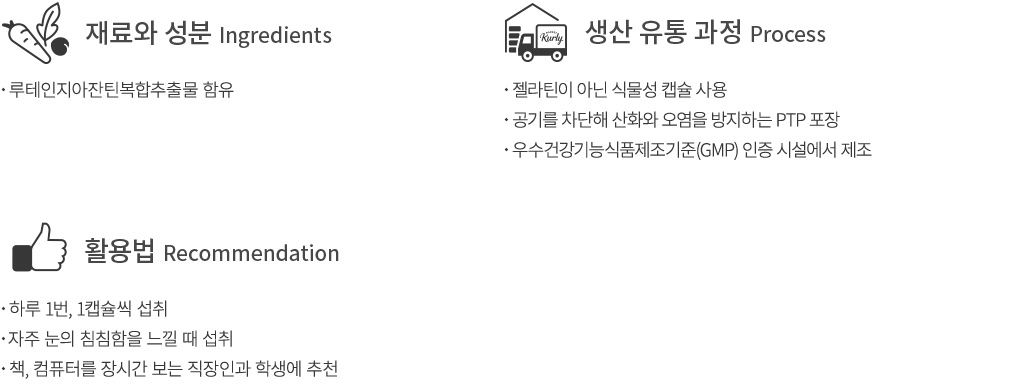 재료와 성분 Ingredients
· 루테인지아잔틴복합추출물 함유
Kurly
생산 유통 과정 Process
· 젤라틴이 아닌 식물성 캡슐 사용
· 공기를 차단해 산화와 오염을 방지하는 PTP 포장
· 우수건강기능식품제조기준(GMP) 인증 시설에서 제조
활용법 Recommendation
· 하루 1번, 1캡슐씩 섭취
· 자주 눈의 침침함을 느낄 때 섭취
· 책, 컴퓨터를 장시간 보는 직장인과 학생에 추천